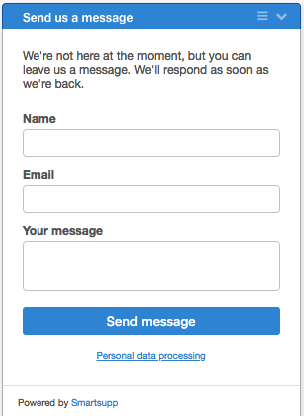 Send us a message
We're not here at the moment, but you can
leave us a message. We'll respond as soon as
we're back.
Name
Email
Your message
Send message
Personal data processing
Powered by Smartsupp